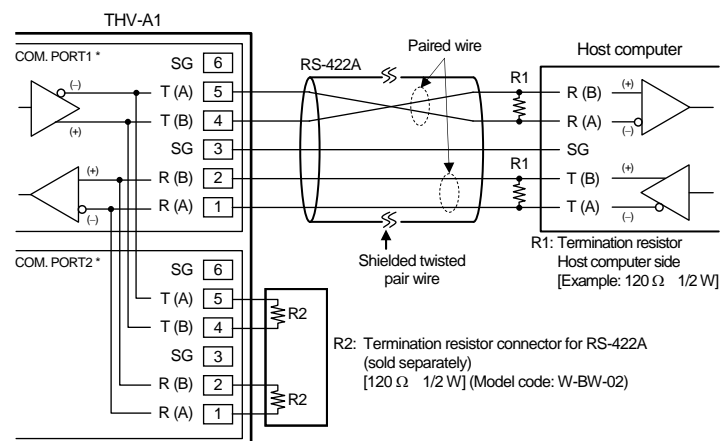 THV-A1
COM. PORT1 *
SG 6
T (A) 5
T (B) 4
SG 3
R (B) 2
R (A) 1
(–)
(+)
(+)
(–)
RS-422A
Paired wire
Shielded twisted
pair wire
R1
R1
Host computer
R (B) (+)
R (A) (–)
SG
T (B) (+)
T (A) (–)
R1: Termination resistor
Host computer side
[Example: 120 Ω 1/2 W]
COM. PORT2 *
SG 6
T (A) 5
T (B) 4
SG 3
R (B) 2
R (A) 1
R2
R2
R2: Termination resistor connector for RS-422A
(sold separately)
[120 Ω 1/2 W] (Model code: W-BW-02)